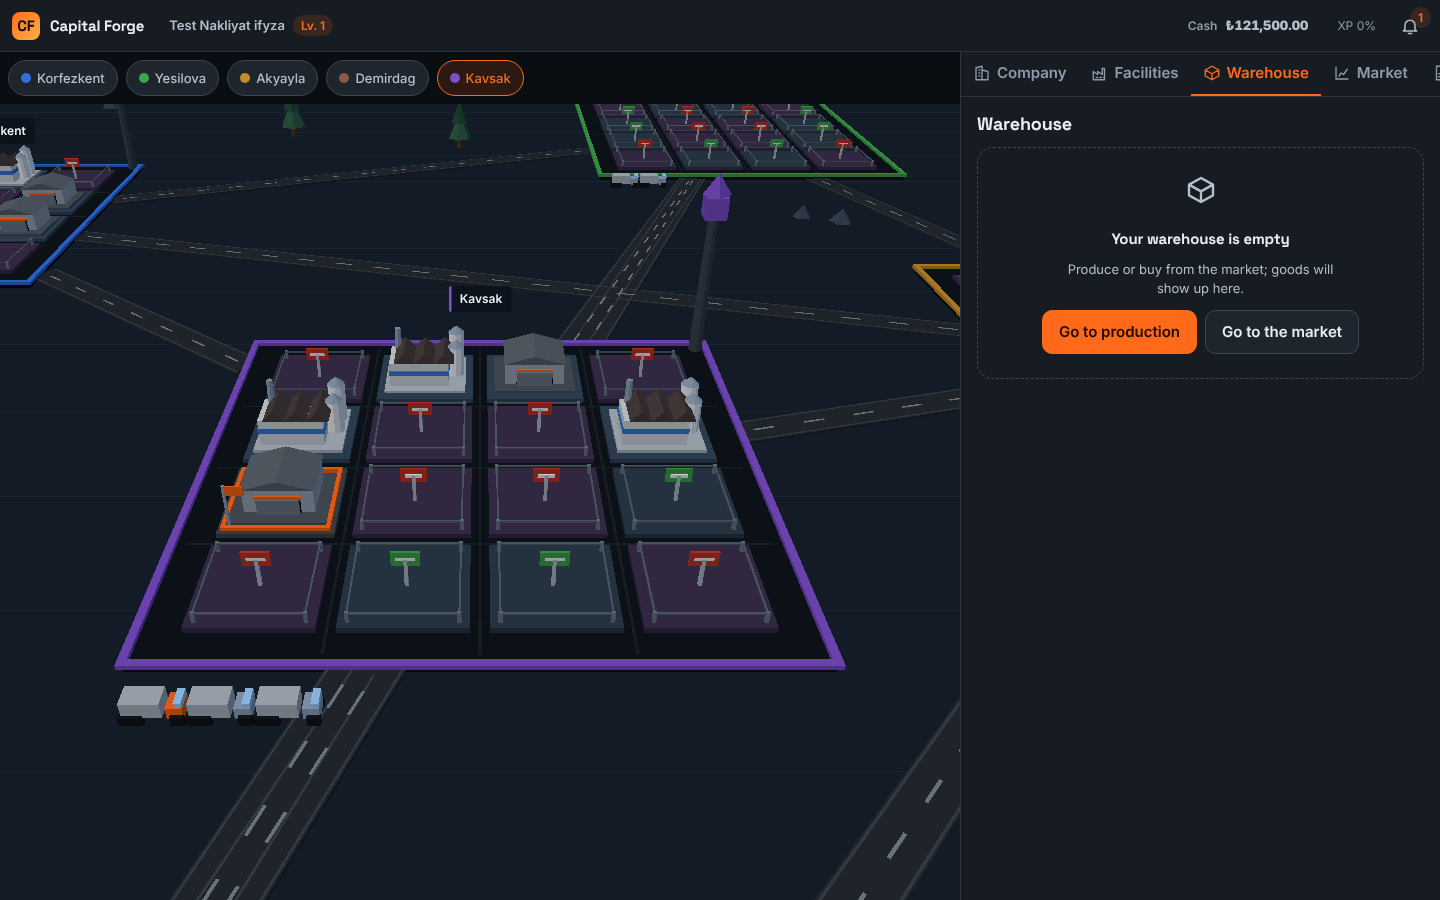 CF Capital Forge Test Nakliyat ifyza Lv. 1 Cash ₺121,500.00 XP 0% 1
Korfezkent Yesilova Akyayla Demirdag Kavsak
Company Facilities Warehouse Market
kent
Warehouse
Your warehouse is empty
Produce or buy from the market; goods will
show up here.
Go to production Go to the market
Kavsak